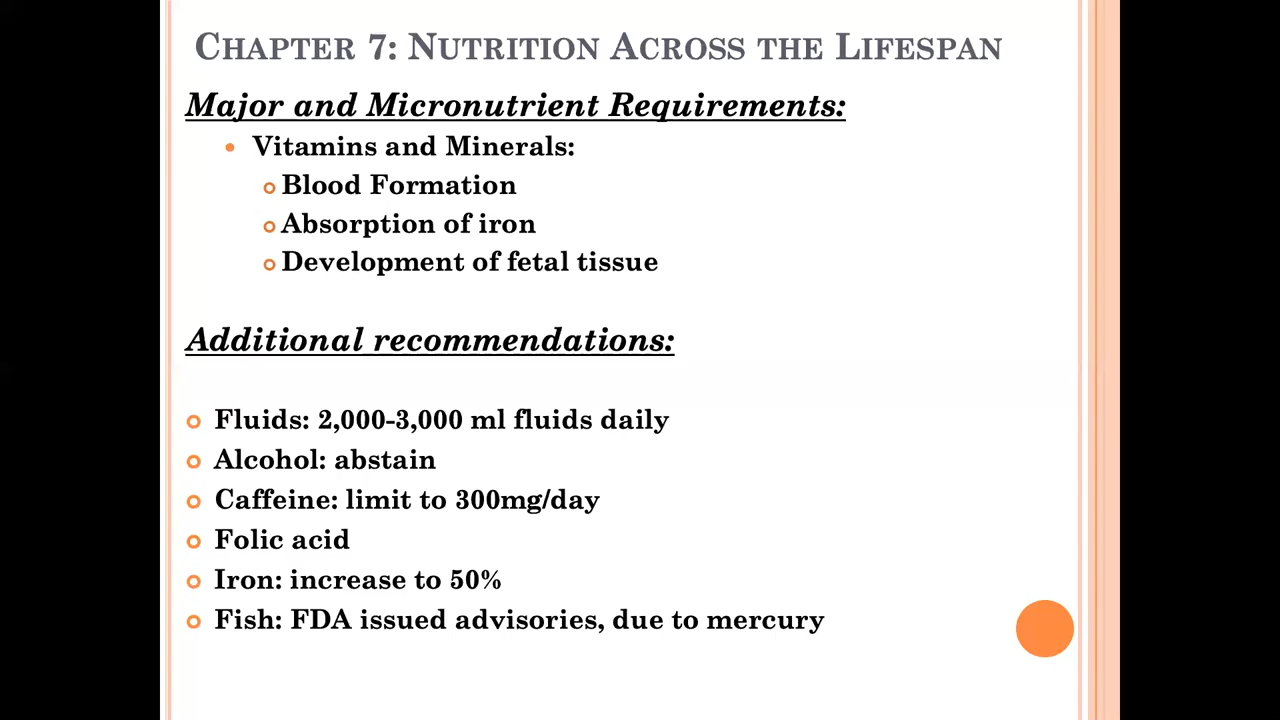 Chapter 7: Nutrition Across the Lifespan
Major and Micronutrient Requirements:
Vitamins and Minerals:
Blood Formation
Absorption of iron
Development of fetal tissue
Additional recommendations:
Fluids: 2,000-3,000 ml fluids daily
Alcohol: abstain
Caffeine: limit to 300mg/day
Folic acid
Iron: increase to 50%
Fish: FDA issued advisories, due to mercury